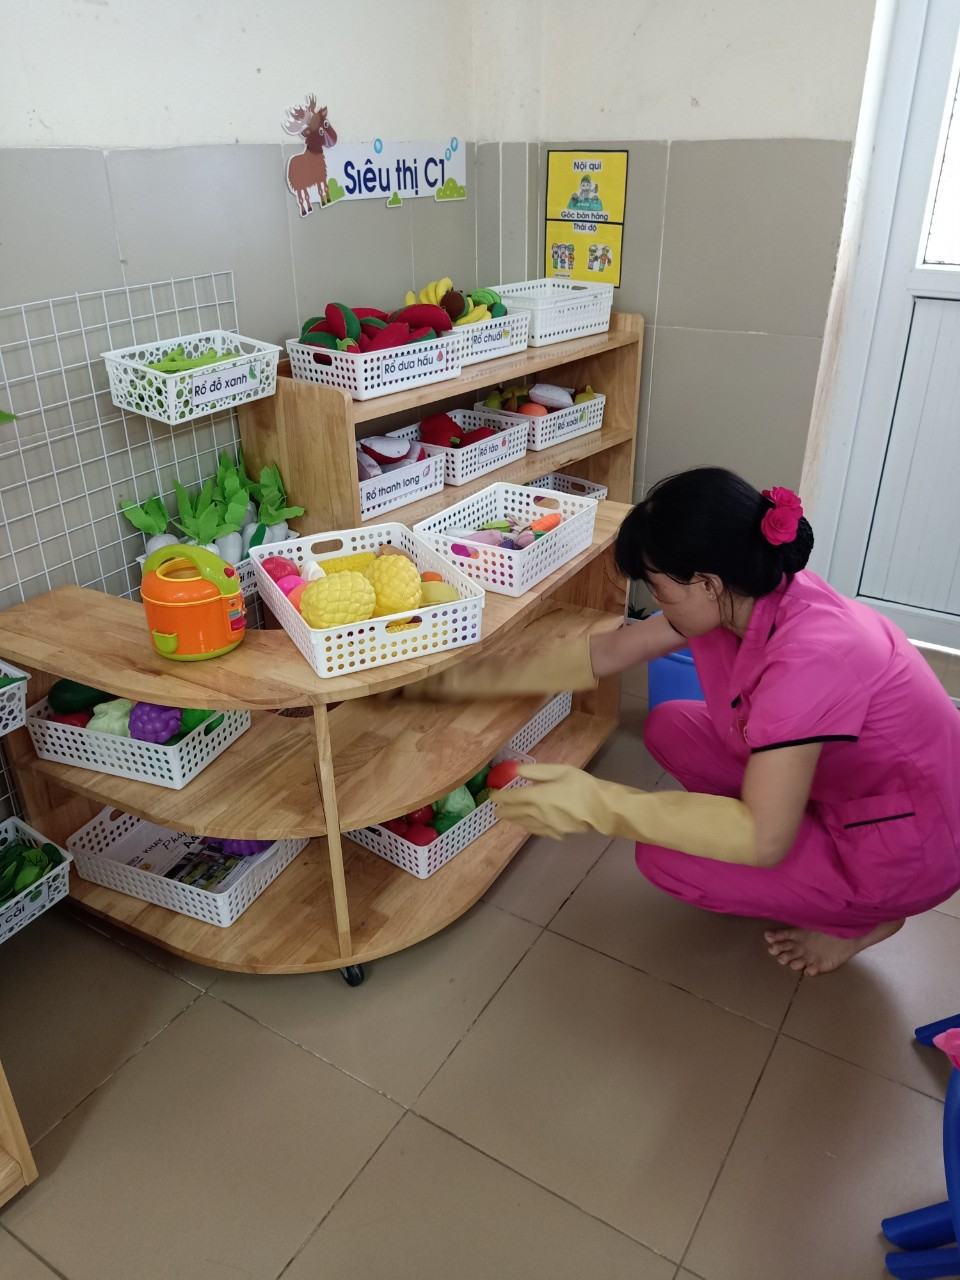 Siêu thị C1
Nội qui
Góc bán hàng
Thái độ
Rổ chuối
Rổ dưa hấu
Rổ đỗ xanh
Rổ xoài
Rổ táo
Rổ thanh long
cải